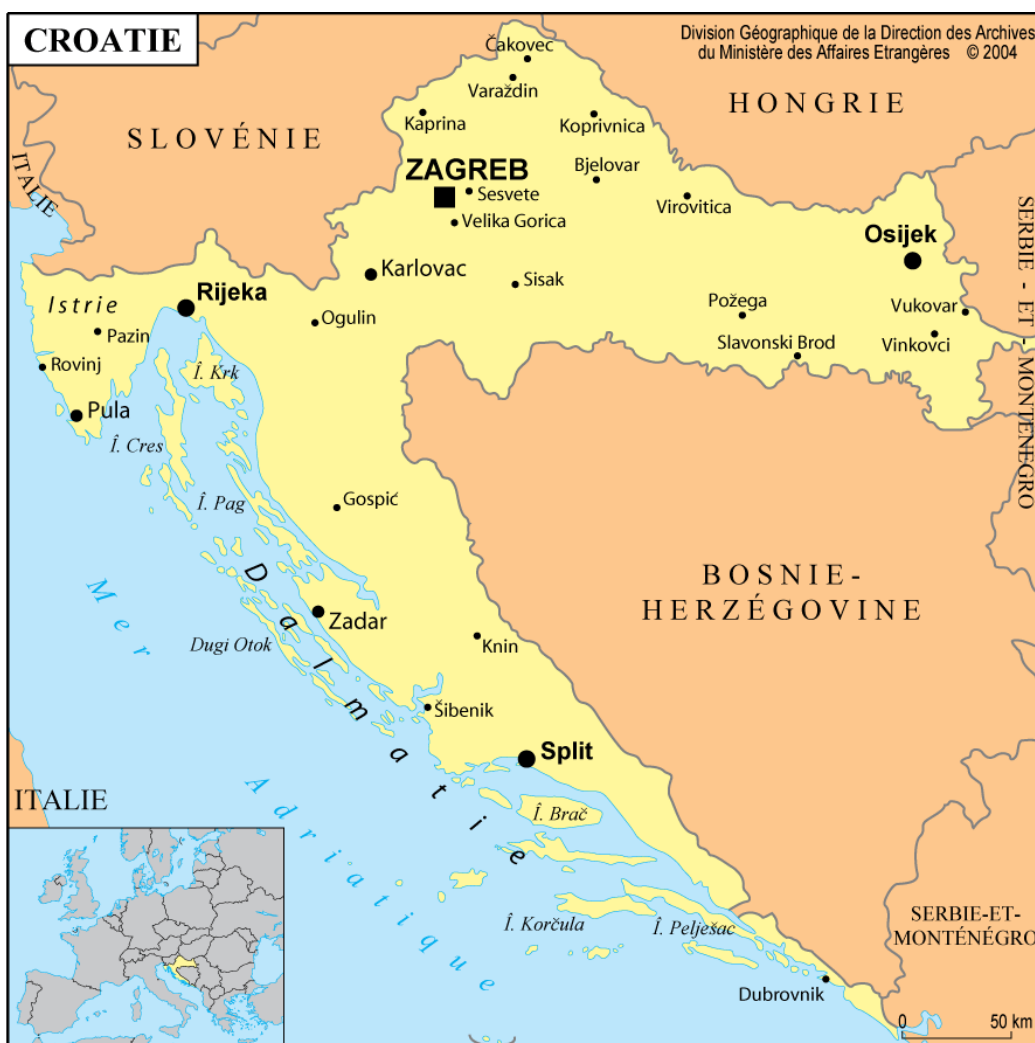 CROATIE
Division Géographique de la Direction des Archives
du Ministère des Affaires Etrangères © 2004
Čakovec
Varaždin
HONGRIE
Kaprina
Koprivnica
SLOVÉNIE
ITALIE
Bjelovar
ZAGREB
Sesvete
Virovitica
Velika Gorica
SERBIE - ET - MONTÉNÉGRO
Osijek
Karlovac
Sisak
Rijeka
Istrie
Požega
Vukovar
Ogulin
Pazin
Slavonski Brod
Vinkovci
Rovinj
Î. Krk
Pula
Î. Cres
Î. Pag
Gospić
BOSNIE-
HERZÉGOVINE
Mer Adriatique
Dalmatie
Zadar
Dugi Otok
Knin
Šibenik
Split
ITALIE
Î. Brač
Î. Korčula
Î. Pelješac
SERBIE-ET-
MONTÉNÉGRO
Dubrovnik
0 50 km